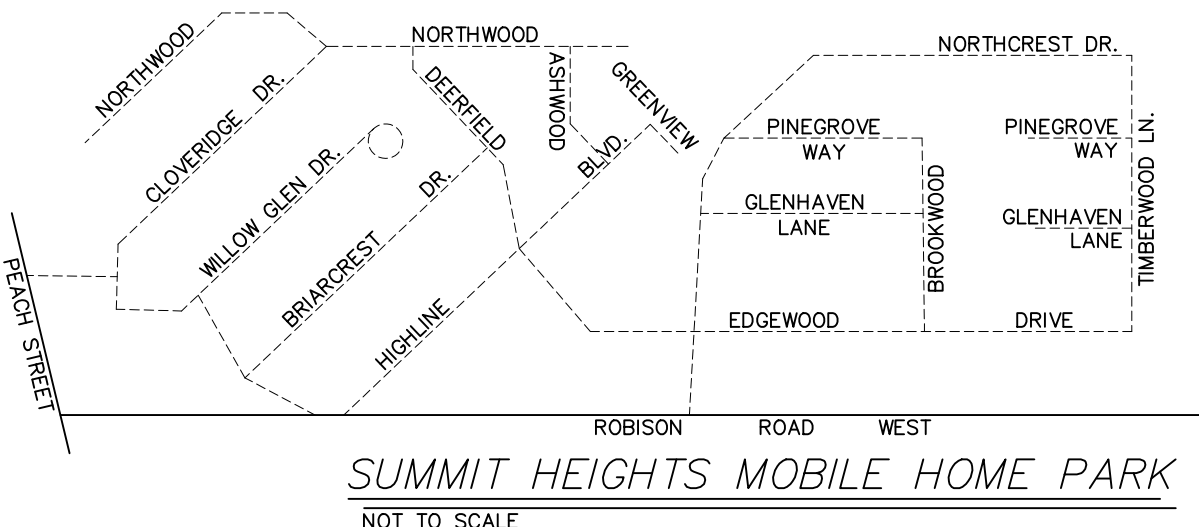 NORTHWOOD
CLOVERIDGE DR.
WILLOW GLEN DR.
BRIARCREST DR.
HIGHLINE BLVD.
NORTHWOOD
DEERFIELD
ASHWOOD
GREENVIEW
NORTHCREST DR.
PINEGROVE
WAY
GLENHAVEN
LANE
BROOKWOOD
PINEGROVE
WAY
GLENHAVEN
LANE
TIMBERWOOD LN.
EDGEWOOD DRIVE
PEACH STREET
ROBISON ROAD WEST
SUMMIT HEIGHTS MOBILE HOME PARK
NOT TO SCALE